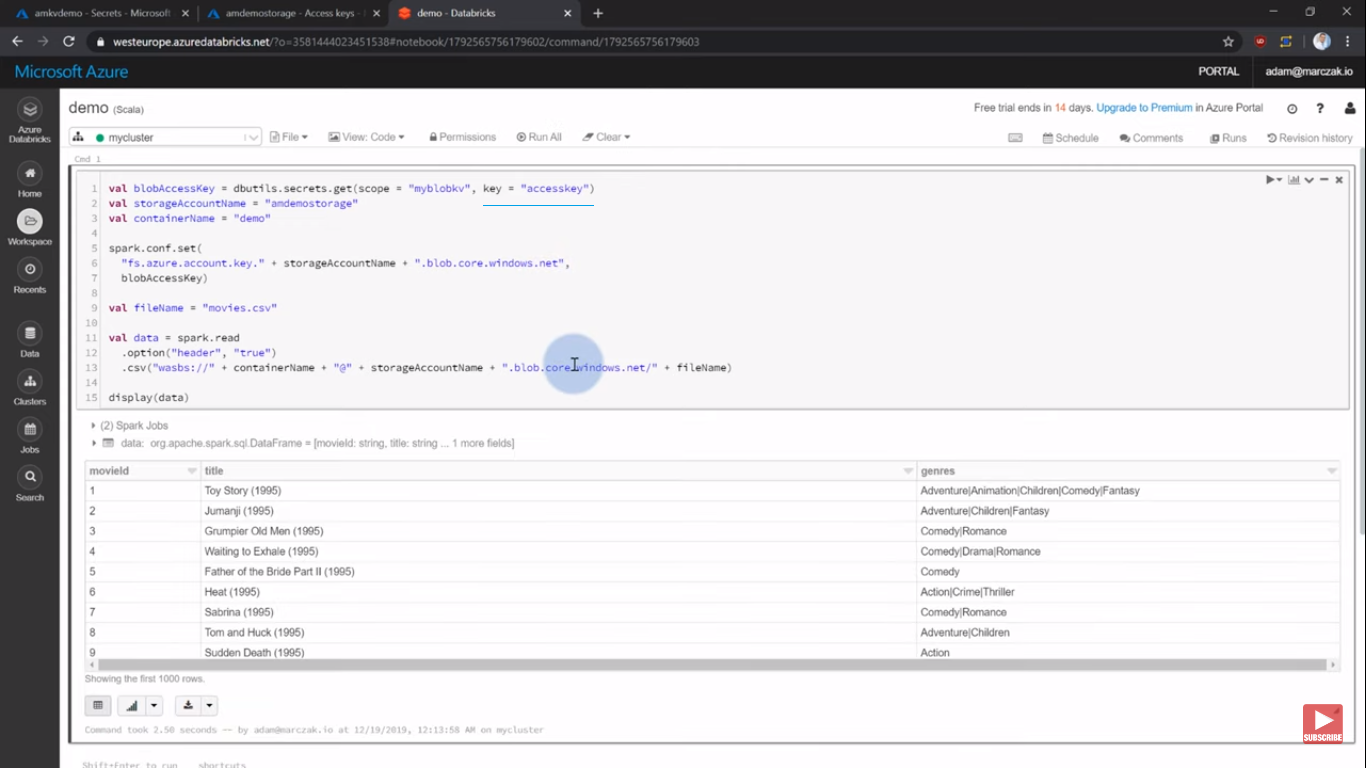 amkvdemo - Secrets - Microsoft
amdemostorage - Access keys -
demo - Databricks
westeurope.azuredatabricks.net/?o=3581444023451538#notebook/1792565756179602/command/1792565756179603
Microsoft Azure
PORTAL
adam@marczak.io
Azure Databricks
Home
Workspace
Recents
Data
Clusters
Jobs
Search
demo (Scala)
Free trial ends in 14 days. Upgrade to Premium in Azure Portal
mycluster
File
View: Code
Permissions
Run All
Clear
Schedule
Comments
Runs
Revision history
Cmd 1
1 val blobAccessKey = dbutils.secrets.get(scope = "myblobkv", key = "accesskey")
2 val storageAccountName = "amdemostorage"
3 val containerName = "demo"
4
5 spark.conf.set(
6 "fs.azure.account.key." + storageAccountName + ".blob.core.windows.net",
7 blobAccessKey)
8
9 val fileName = "movies.csv"
10
11 val data = spark.read
12 .option("header", "true")
13 .csv("wasbs://" + containerName + "@" + storageAccountName + ".blob.core.windows.net/" + fileName)
14
15 display(data)
(2) Spark Jobs
data: org.apache.spark.sql.DataFrame = [movieId: string, title: string ... 1 more fields]
movieId title genres
1 Toy Story (1995) Adventure|Animation|Children|Comedy|Fantasy
2 Jumanji (1995) Adventure|Children|Fantasy
3 Grumpier Old Men (1995) Comedy|Romance
4 Waiting to Exhale (1995) Comedy|Drama|Romance
5 Father of the Bride Part II (1995) Comedy
6 Heat (1995) Action|Crime|Thriller
7 Sabrina (1995) Comedy|Romance
8 Tom and Huck (1995) Adventure|Children
9 Sudden Death (1995) Action
Showing the first 1000 rows.
Command took 2.50 seconds -- by adam@marczak.io at 12/19/2019, 12:13:58 AM on mycluster
SUBSCRIBE
Shift+Enter to run shortcuts